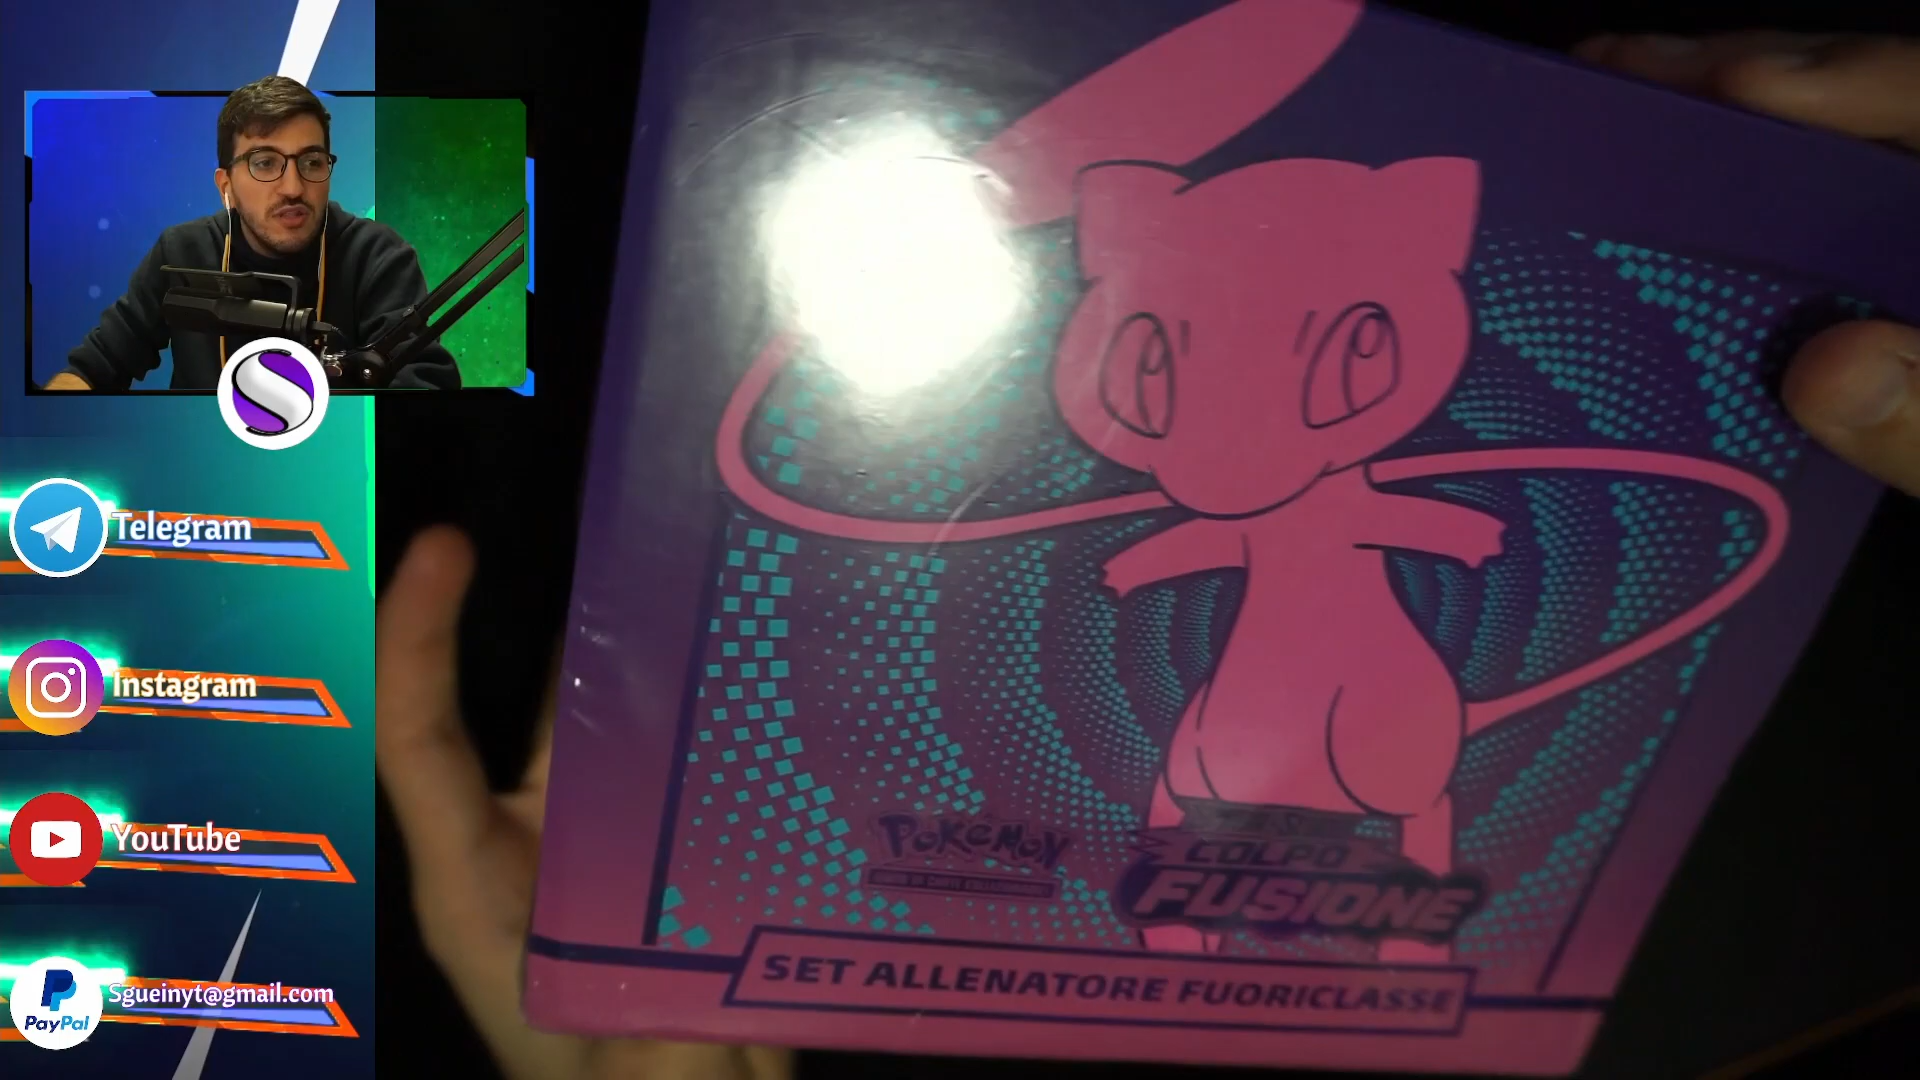 Telegram
Instagram
YouTube
PayPal
Sgueinyt@gmail.com
POKÉMON
COLPO
FUSIONE
SET ALLENATORE FUORICLASSE